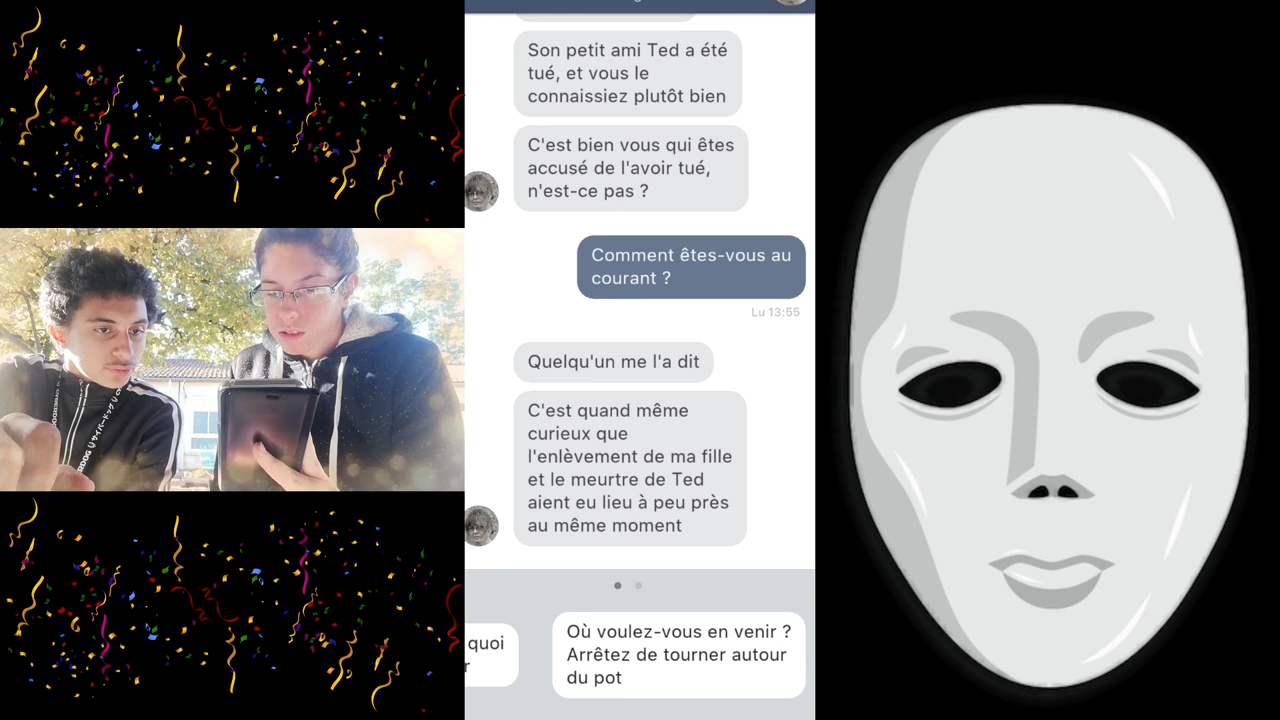 Son petit ami Ted a été
tué, et vous le
connaissiez plutôt bien
C'est bien vous qui êtes
accusé de l'avoir tué,
n'est-ce pas ?
Comment êtes-vous au
courant ?
Lu 13:55
Quelqu'un me l'a dit
C'est quand même
curieux que
l'enlèvement de ma fille
et le meurtre de Ted
aient eu lieu à peu près
au même moment
quoi
r
Où voulez-vous en venir ?
Arrêtez de tourner autour
du pot